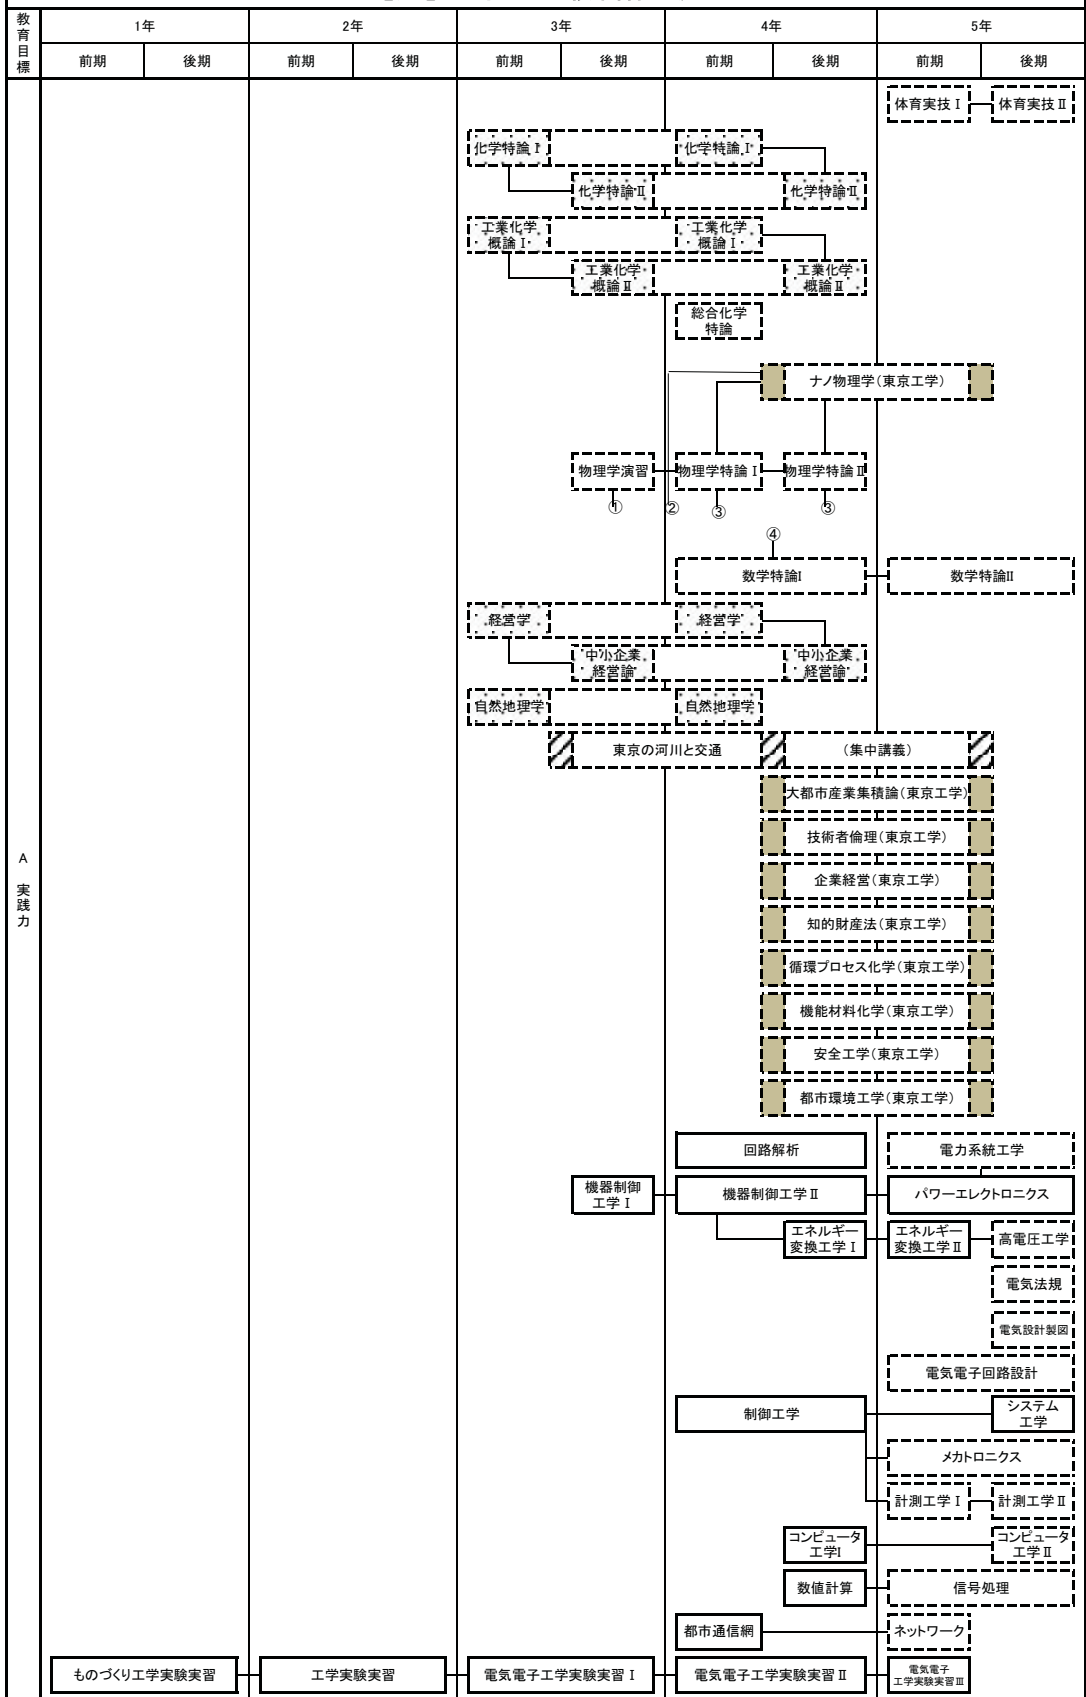 教育目標
1年
2年
3年
4年
5年
前期
後期
前期
後期
前期
後期
前期
後期
前期
後期
体育実技Ⅰ
体育実技Ⅱ
化学特論Ⅰ
化学特論Ⅰ
化学特論Ⅱ
化学特論Ⅱ
工業化学
概論Ⅰ
工業化学
概論Ⅰ
工業化学
概論Ⅱ
工業化学
概論Ⅱ
総合化学
特論
ナノ物理学(東京工学)
物理学演習
物理学特論Ⅰ
物理学特論Ⅱ
①
②
③
③
④
数学特論I
数学特論II
経営学
経営学
中小企業
経営論
中小企業
経営論
自然地理学
自然地理学
東京の河川と交通
(集中講義)
大都市産業集積論(東京工学)
技術者倫理(東京工学)
A 実践力
企業経営(東京工学)
知的財産法(東京工学)
循環プロセス化学(東京工学)
機能材料化学(東京工学)
安全工学(東京工学)
都市環境工学(東京工学)
回路解析
電力系統工学
機器制御
工学Ⅰ
機器制御工学Ⅱ
パワーエレクトロニクス
エネルギー
変換工学Ⅰ
エネルギー
変換工学Ⅱ
高電圧工学
電気法規
電気設計製図
電気電子回路設計
制御工学
システム
工学
メカトロニクス
計測工学Ⅰ
計測工学Ⅱ
コンピュータ
工学I
コンピュータ
工学Ⅱ
数値計算
信号処理
都市通信網
ネットワーク
ものづくり工学実験実習
工学実験実習
電気電子工学実験実習Ⅰ
電気電子工学実験実習Ⅱ
電気電子
工学実験実習Ⅲ